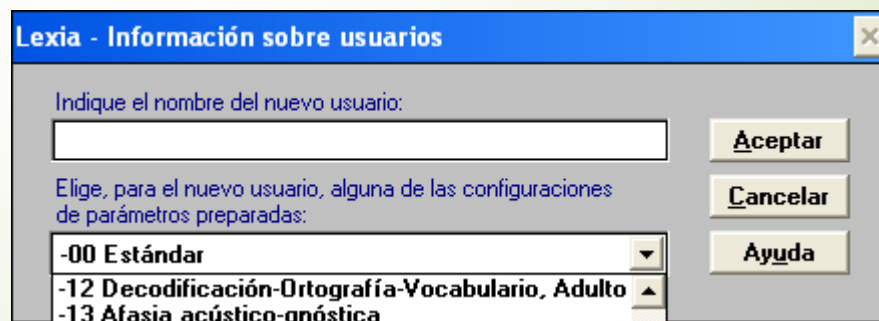 Lexia - Información sobre usuarios
Indique el nombre del nuevo usuario:
Aceptar
Elige, para el nuevo usuario, alguna de las configuraciones
de parámetros preparadas:
Cancelar
-00 Estándar
Ayuda
-12 Decodificación-Ortografía-Vocabulario, Adulto
-13 Afasia acústico-gnóstica